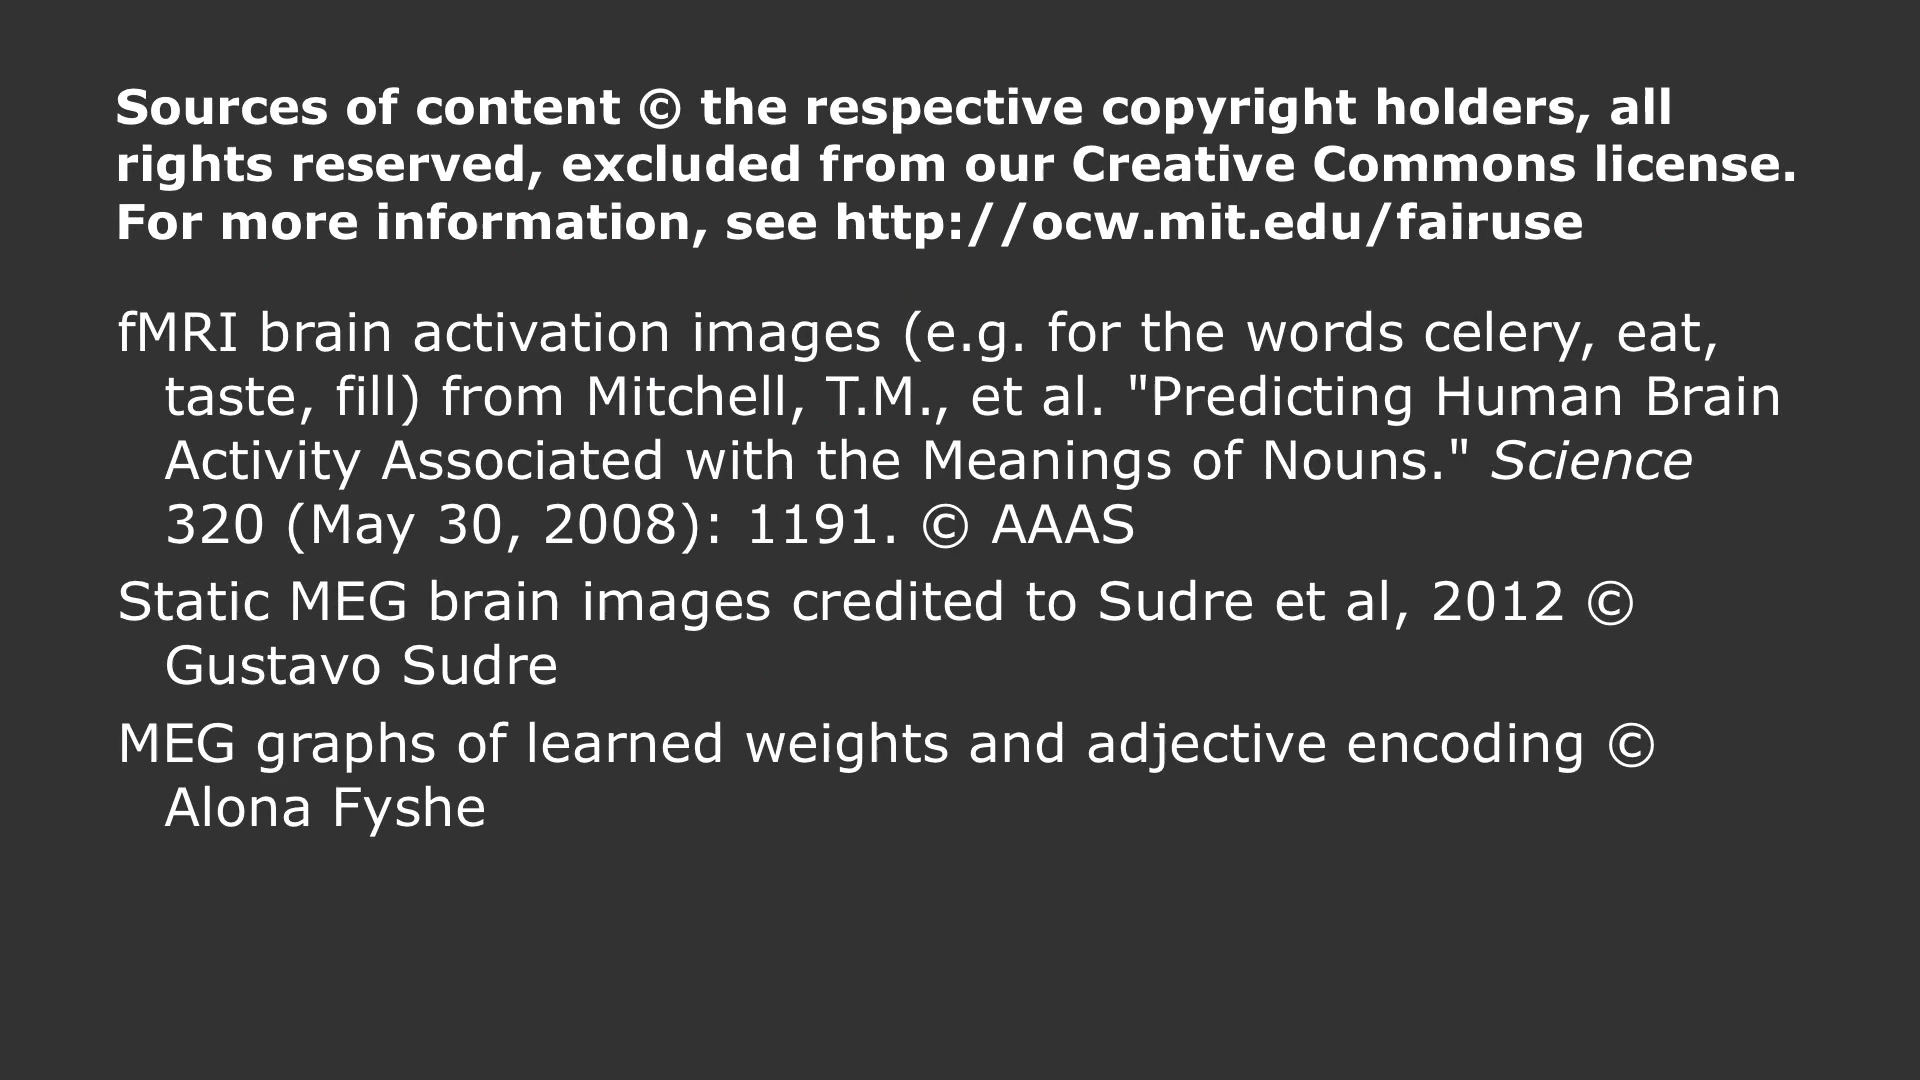 Sources of content © the respective copyright holders, all
rights reserved, excluded from our Creative Commons license.
For more information, see http://ocw.mit.edu/fairuse
fMRI brain activation images (e.g. for the words celery, eat,
taste, fill) from Mitchell, T.M., et al. "Predicting Human Brain
Activity Associated with the Meanings of Nouns." Science
320 (May 30, 2008): 1191. © AAAS
Static MEG brain images credited to Sudre et al, 2012 ©
Gustavo Sudre
MEG graphs of learned weights and adjective encoding ©
Alona Fyshe